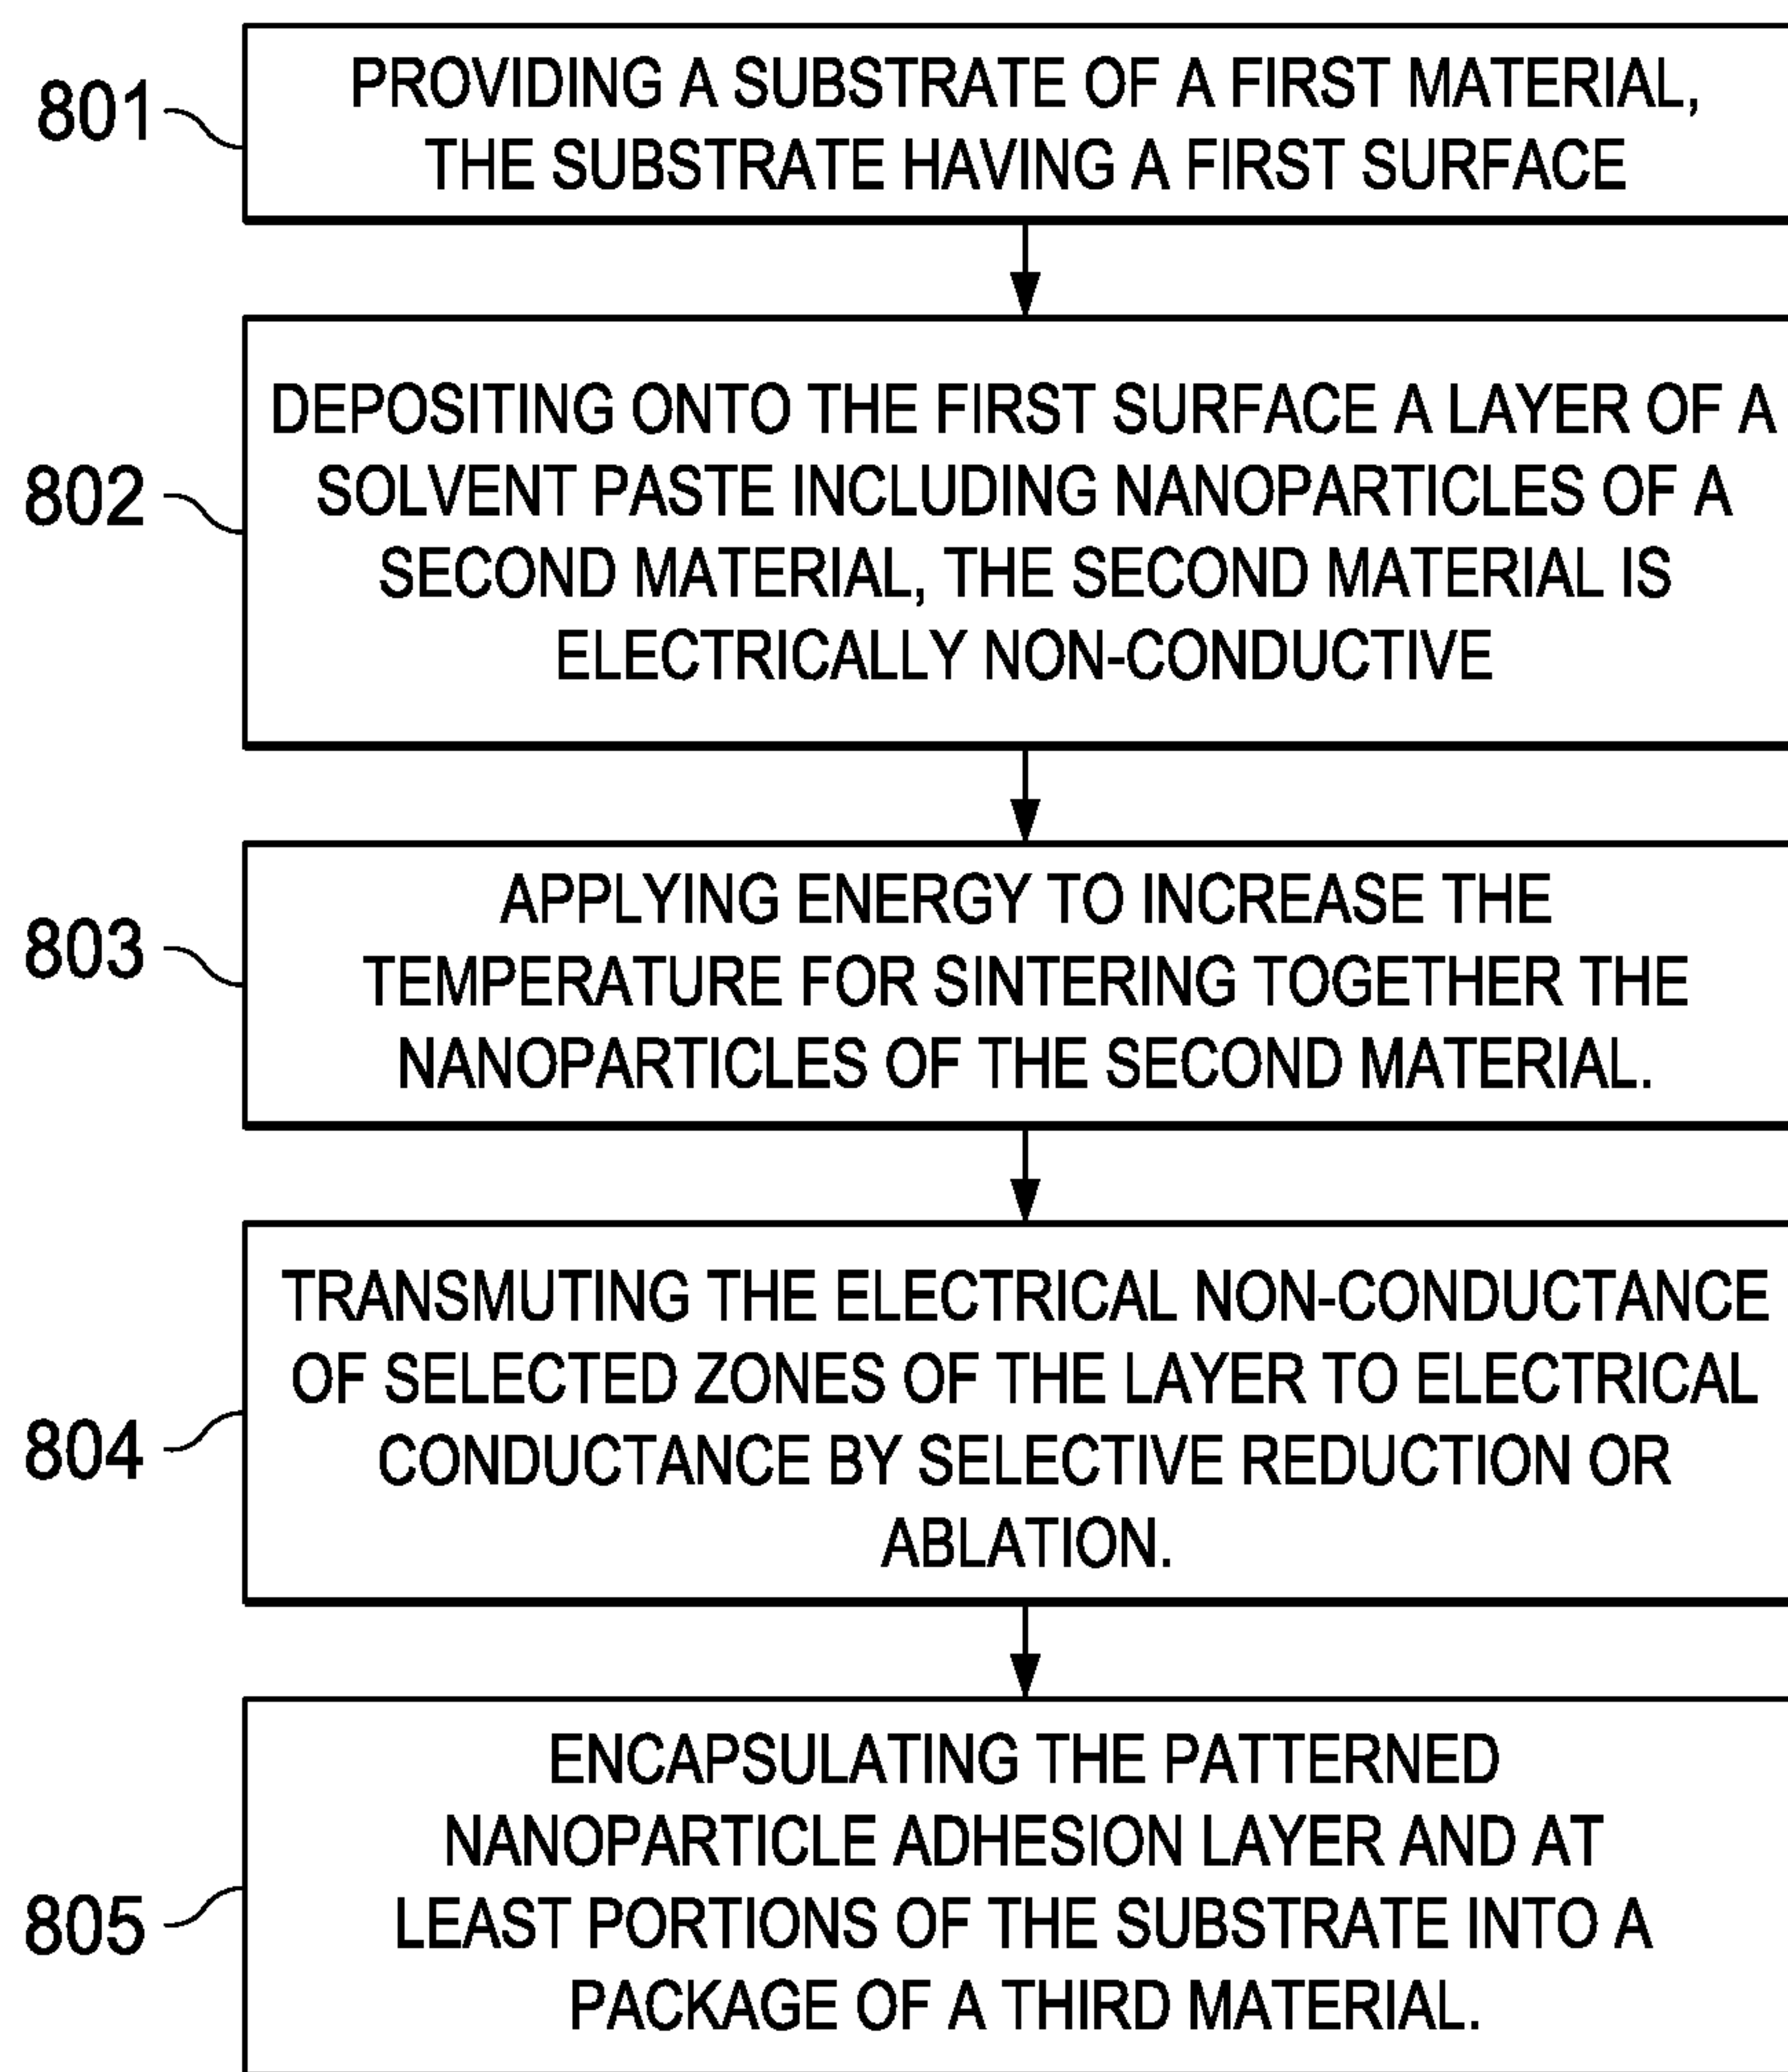 801
PROVIDING A SUBSTRATE OF A FIRST MATERIAL,
THE SUBSTRATE HAVING A FIRST SURFACE
802
DEPOSITING ONTO THE FIRST SURFACE A LAYER OF A
SOLVENT PASTE INCLUDING NANOPARTICLES OF A
SECOND MATERIAL, THE SECOND MATERIAL IS
ELECTRICALLY NON-CONDUCTIVE
803
APPLYING ENERGY TO INCREASE THE
TEMPERATURE FOR SINTERING TOGETHER THE
NANOPARTICLES OF THE SECOND MATERIAL.
804
TRANSMUTING THE ELECTRICAL NON-CONDUCTANCE
OF SELECTED ZONES OF THE LAYER TO ELECTRICAL
CONDUCTANCE BY SELECTIVE REDUCTION OR
ABLATION.
805
ENCAPSULATING THE PATTERNED
NANOPARTICLE ADHESION LAYER AND AT
LEAST PORTIONS OF THE SUBSTRATE INTO A
PACKAGE OF A THIRD MATERIAL.